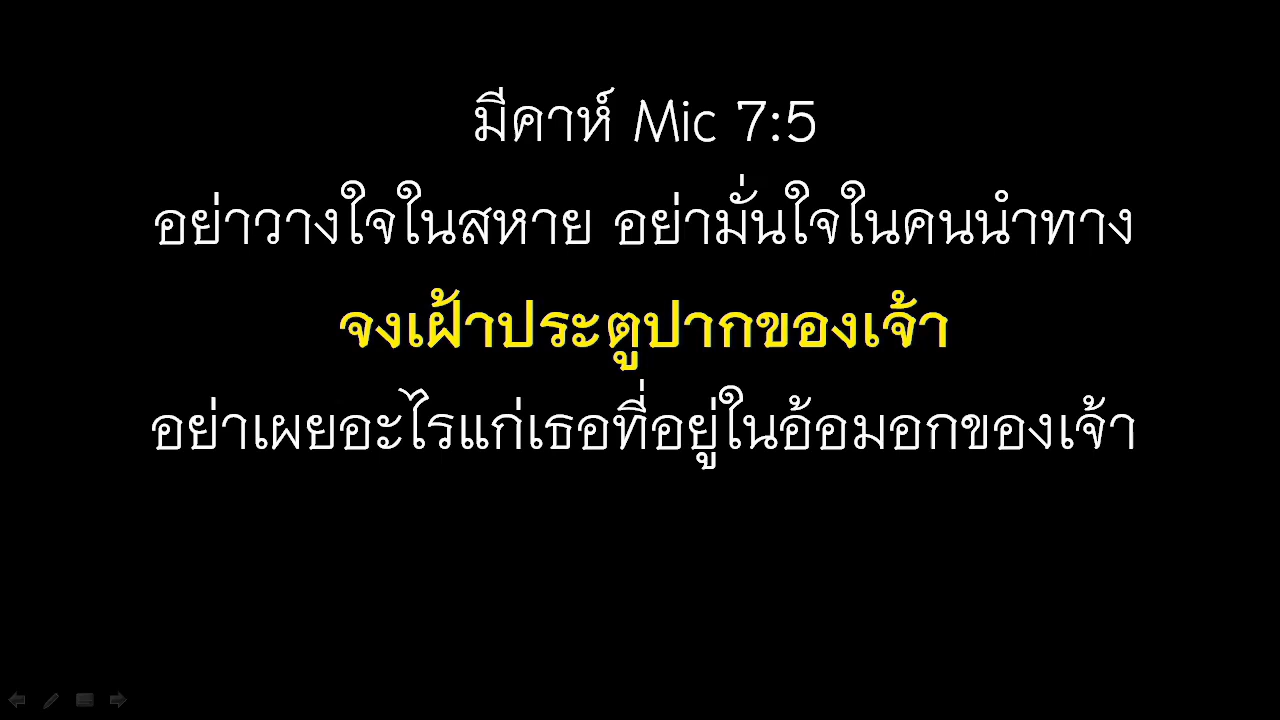 มีคาห์ Mic 7:5
อย่าวางใจในสหาย อย่ามั่นใจในคนนำทาง
จงเฝ้าประตูปากของเจ้า
อย่าเผยอะไรแก่เธอที่อยู่ในอ้อมอกของเจ้า